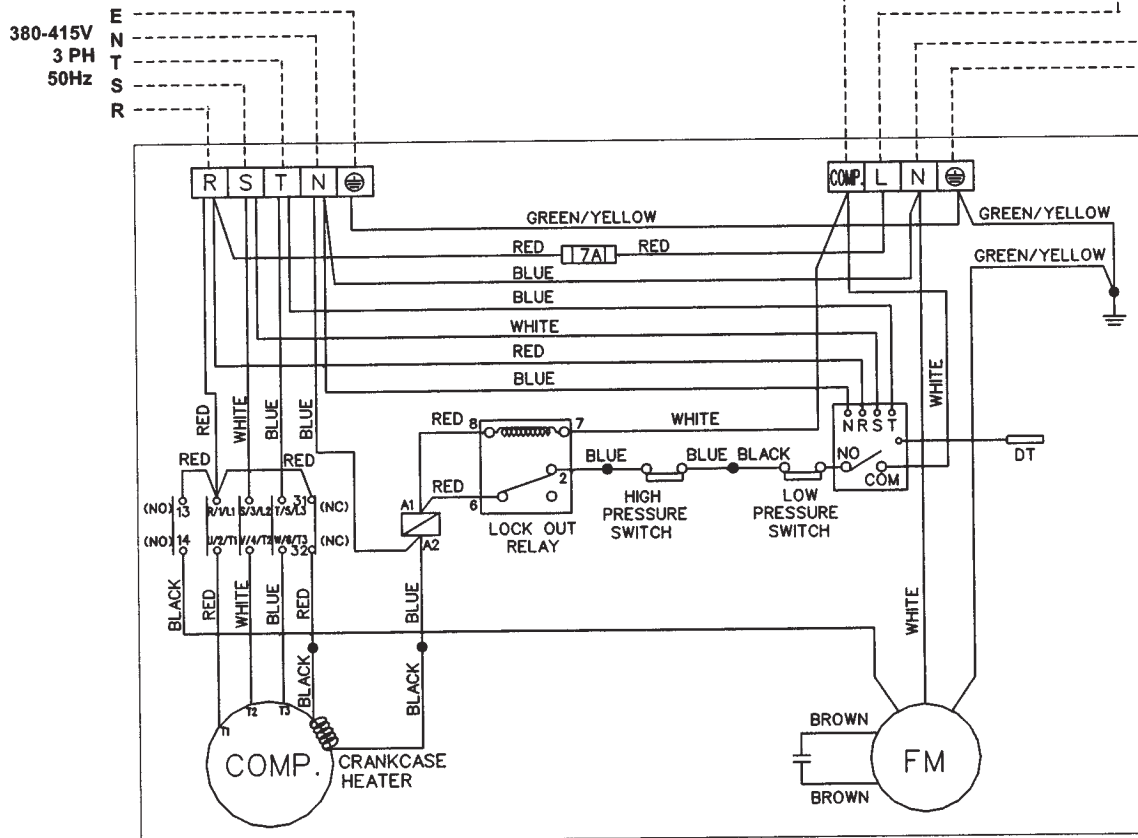 E
380-415V N
3 PH T
50Hz S
R
R S T N
COMP. L N
GREEN/YELLOW
GREEN/YELLOW
RED 7A RED
GREEN/YELLOW
BLUE
BLUE
WHITE
RED
BLUE
WHITE
RED
WHITE
BLUE
BLUE
RED 8 7 WHITE
N R S T
RED RED
BLUE BLUE BLACK NO
DT
2
COM
RED
6
(NO) 13 R/1/L1 S/3/L2 T/5/L3 31 (NC)
A1
LOCK OUT
RELAY
HIGH
PRESSURE
SWITCH
LOW
PRESSURE
SWITCH
(NO) 14 U/2/T1 V/4/T2 W/6/T3 32 (NC)
A2
BLACK
RED
WHITE
BLUE
RED
BLUE
WHITE
BLACK
BLACK
T1 T2 T3
COMP.
CRANKCASE
HEATER
BROWN
FM
BROWN